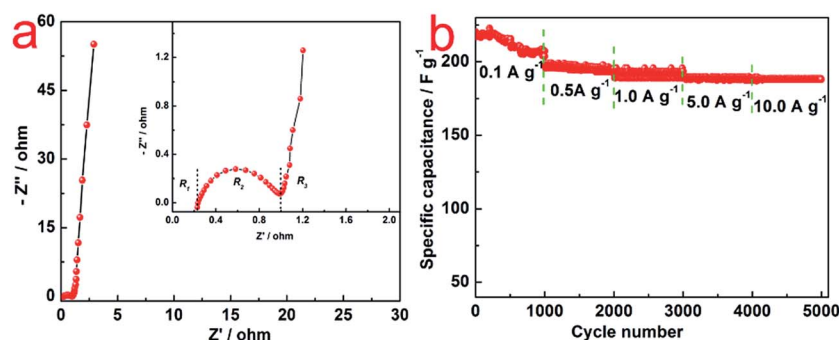 a
- Z'' / ohm
60
45
30
15
0
0 5 10 15 20 25 30
Z' / ohm
- Z'' / ohm
1.2
0.8
0.4
0.0
R1 R2 R3
0.0 0.4 0.8 1.2 1.6 2.0
Z' / ohm
b
Specific capacitance / F g-1
200
150
100
50
0.1 A g-1
0.5A g-1
1.0 A g-1
5.0 A g-1
10.0 A g-1
0 1000 2000 3000 4000 5000
Cycle number